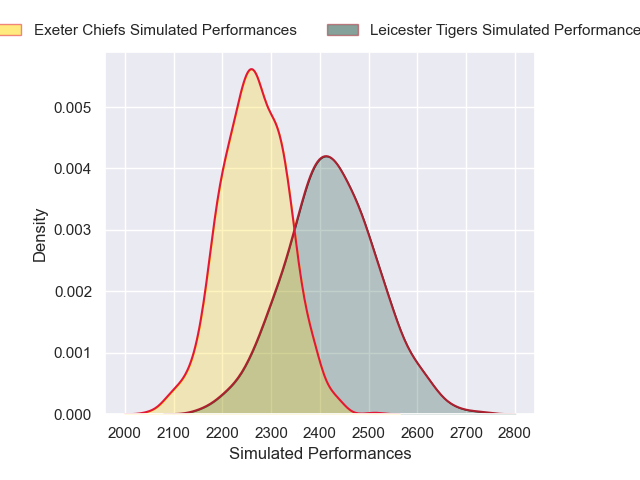 Exeter Chiefs Simulated Performances
Leicester Tigers Simulated Performance
0.005
0.004
0.003
0.002
0.001
0.000
Density
2000 2100 2200 2300 2400 2500 2600 2700 2800
Simulated Performances